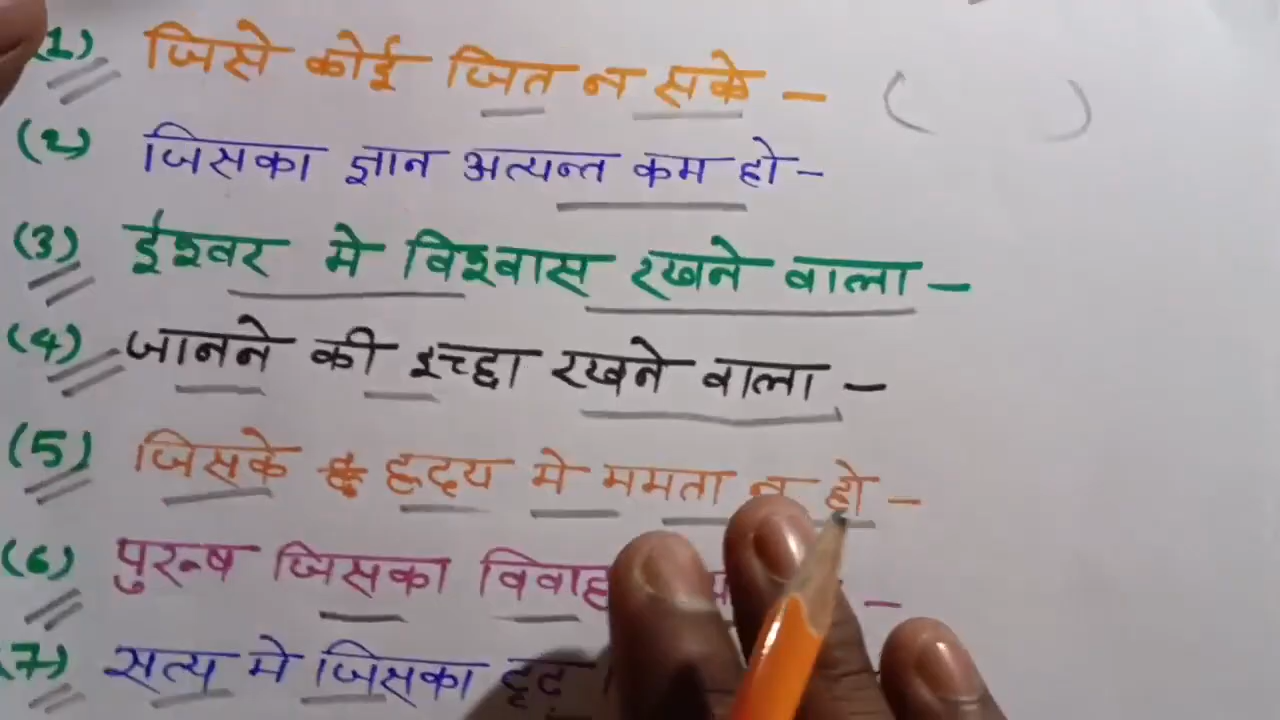 (1) जिसे कोई जित न सके - (      )
(2) जिसका ज्ञान अत्यन्त कम हो -
(3) ईश्वर मे विश्वास रखने वाला -
(4) जानने की इच्छा रखने वाला -
(5) जिसके हृदय मे ममता न हो -
(6) पुरुष जिसका विवाह -
(7) सत्य मे जिसका दृढ़